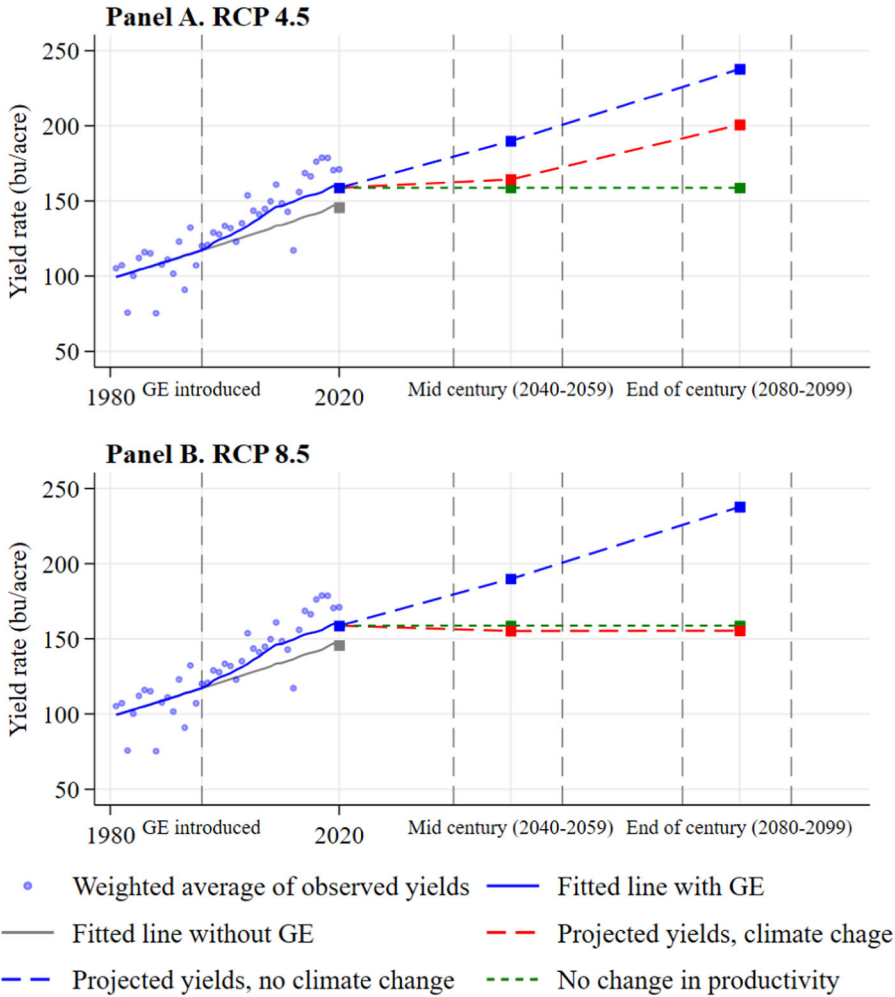 Panel A. RCP 4.5
Yield rate (bu/acre)
250
200
150
100
50
1980 GE introduced 2020 Mid century (2040-2059) End of century (2080-2099)
Panel B. RCP 8.5
Yield rate (bu/acre)
250
200
150
100
50
1980 GE introduced 2020 Mid century (2040-2059) End of century (2080-2099)
Weighted average of observed yields Fitted line with GE
Fitted line without GE Projected yields, climate chage
Projected yields, no climate change No change in productivity